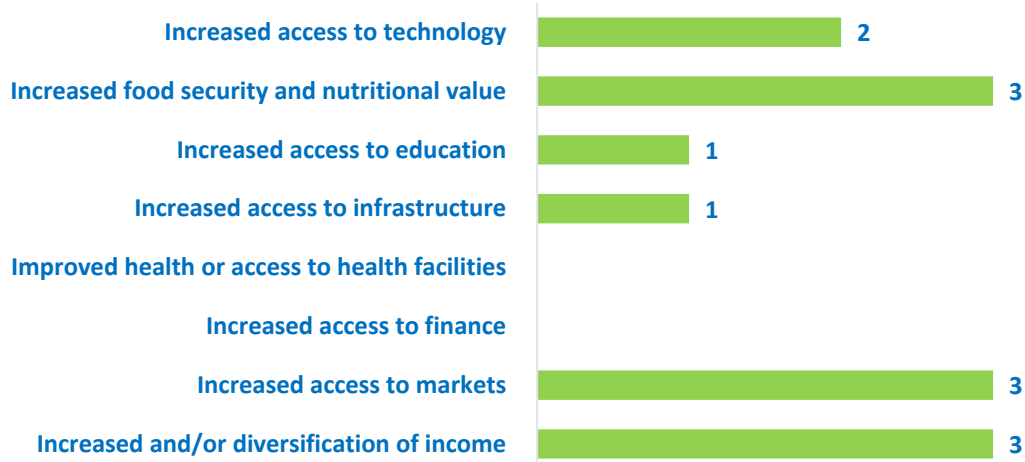 Increased access to technology 2
Increased food security and nutritional value 3
Increased access to education 1
Increased access to infrastructure 1
Improved health or access to health facilities
Increased access to finance
Increased access to markets 3
Increased and/or diversification of income 3